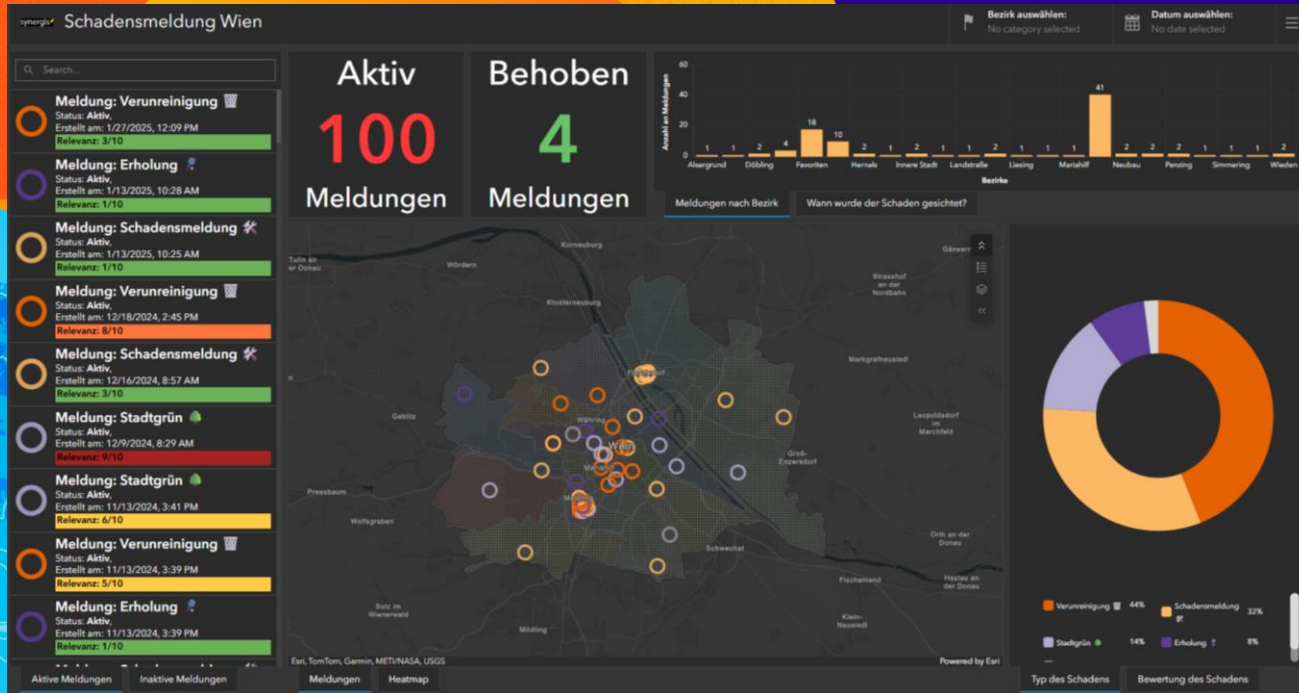 synergis Schadensmeldung Wien
Bezirk auswählen:
No category selected
Datum auswählen:
No date selected
Search...
Meldung: Verunreinigung
Status: Aktiv,
Erstellt am: 1/27/2025, 12:09 PM
Relevanz: 3/10
Meldung: Erholung
Status: Aktiv,
Erstellt am: 1/13/2025, 10:28 AM
Relevanz: 1/10
Meldung: Schadensmeldung
Status: Aktiv,
Erstellt am: 1/13/2025, 10:25 AM
Relevanz: 1/10
Meldung: Verunreinigung
Status: Aktiv,
Erstellt am: 12/18/2024, 2:45 PM
Relevanz: 8/10
Meldung: Schadensmeldung
Status: Aktiv,
Erstellt am: 12/16/2024, 8:57 AM
Relevanz: 3/10
Meldung: Stadtgrün
Status: Aktiv,
Erstellt am: 12/9/2024, 8:29 AM
Relevanz: 9/10
Meldung: Stadtgrün
Status: Aktiv,
Erstellt am: 11/13/2024, 3:41 PM
Relevanz: 6/10
Meldung: Verunreinigung
Status: Aktiv,
Erstellt am: 11/13/2024, 3:39 PM
Relevanz: 5/10
Meldung: Erholung
Status: Aktiv,
Erstellt am: 11/13/2024, 3:39 PM
Relevanz: 1/10
Aktive Meldungen Inaktive Meldungen
Aktiv
100
Meldungen
Behoben
4
Meldungen
Anzahl an Meldungen
60
40
20
0
1 1 2 4 18 10 2 1 2 1 1 2 1 1 1 41 2 2 2 1 1 1 2
Alsergrund Döbling Favoriten Hernals Innere Stadt Landstraße Liesing Mariahilf Neubau Penzing Simmering Wieden
Bezirke
Meldungen nach Bezirk Wann wurde der Schaden gesichtet?
Korneuburg
Tulln an
er Donau
Wördern
Klosterneuburg
Strasshof
an der
Nordbahn
Markgrafneusiedl
Gablitz
Währing
Wien
Leopoldsdorf
im
Marchfeld
Groß-
Enzersdorf
Pressbaum
Wolfsgraben
Schwechat
Orth an der
Donau
Fischamend
Haslau an
der Donau
Sulz im
Wienerwald
Mödling
Klein-
Neusiedl
Esri, TomTom, Garmin, METI/NASA, USGS
Powered by Esri
Meldungen Heatmap
Verunreinigung 44%
Schadensmeldung 32%
Stadtgrün 14%
Erholung 8%
Typ des Schadens Bewertung des Schadens